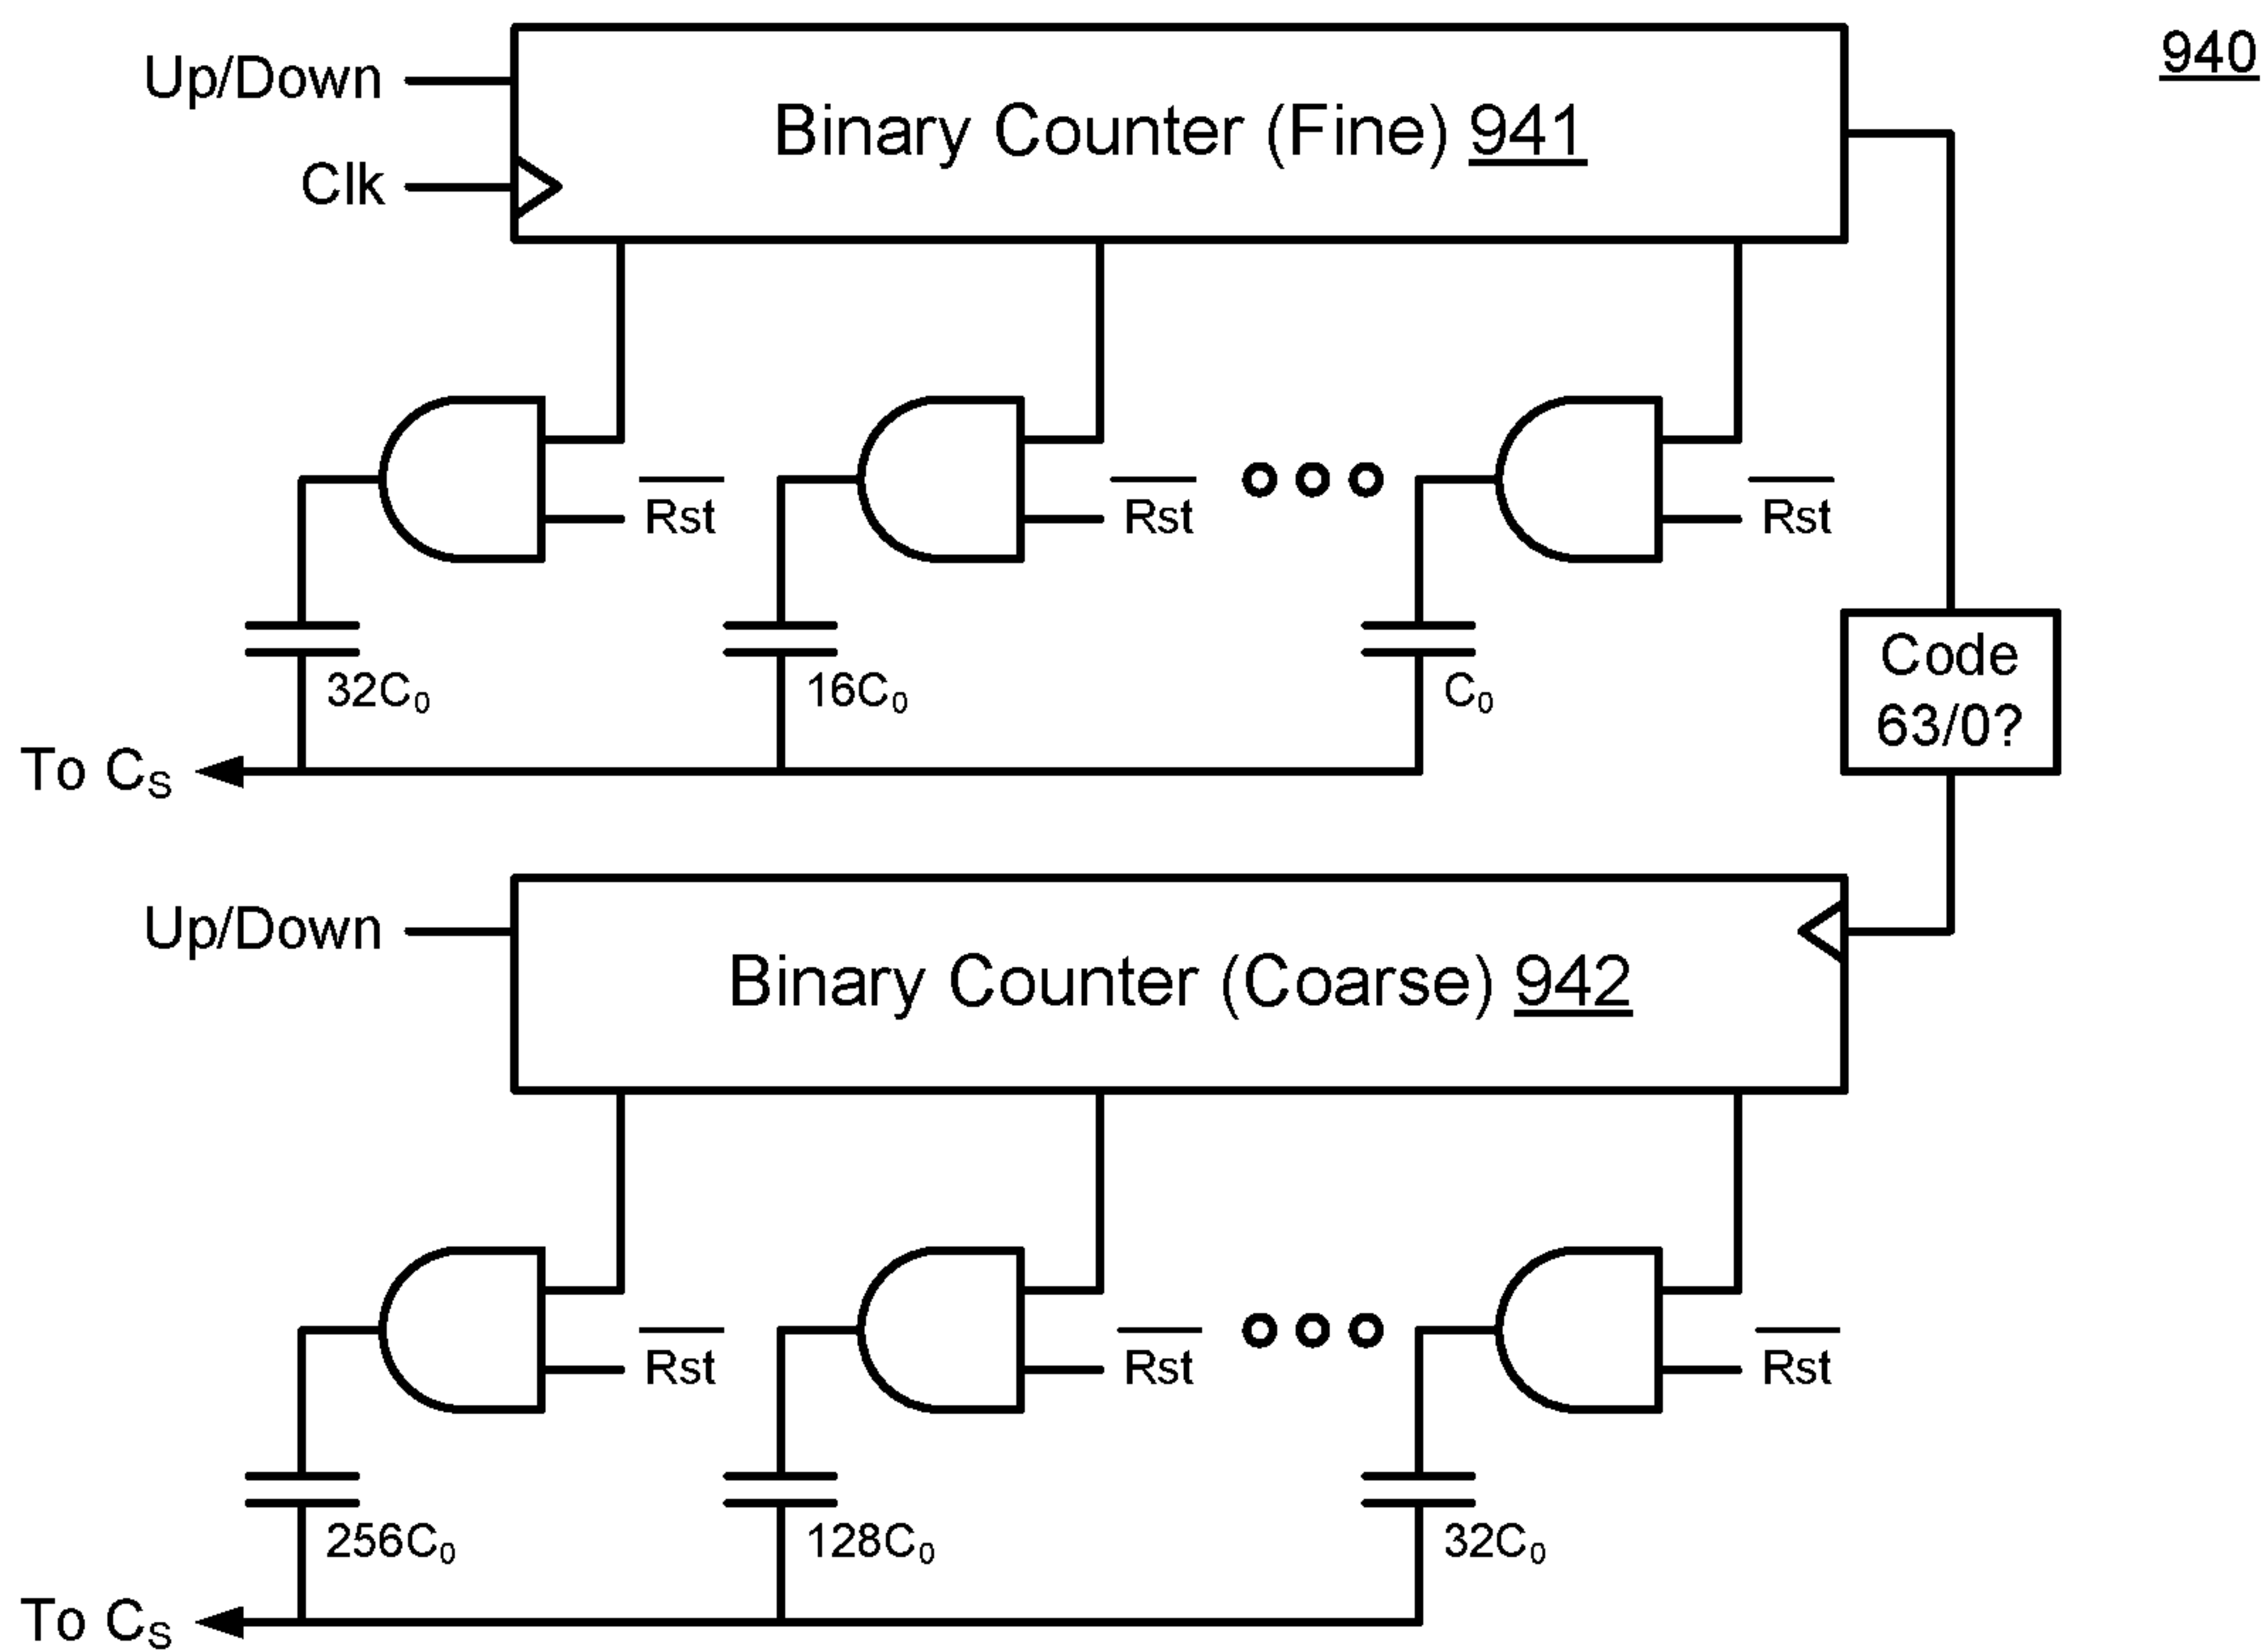 940
Up/Down
Binary Counter (Fine) 941
Clk
Rst Rst Rst
32C₀ 16C₀ C₀
Code
63/0?
To Cₛ
Up/Down
Binary Counter (Coarse) 942
Rst Rst Rst
256C₀ 128C₀ 32C₀
To Cₛ